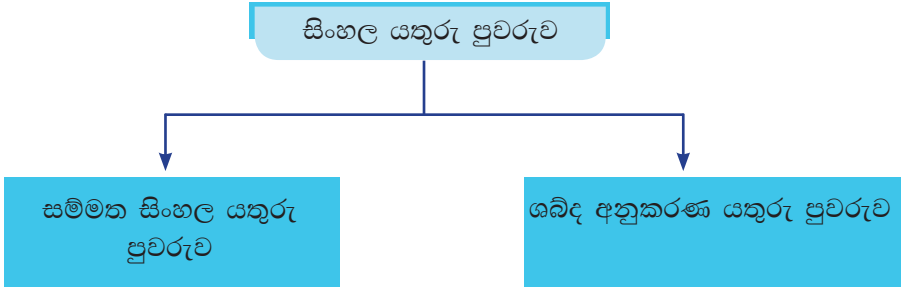 සිංහල යතුරු පුවරුව
සම්මත සිංහල යතුරු
පුවරුව
ශබ්ද අනුකරණ යතුරු පුවරුව